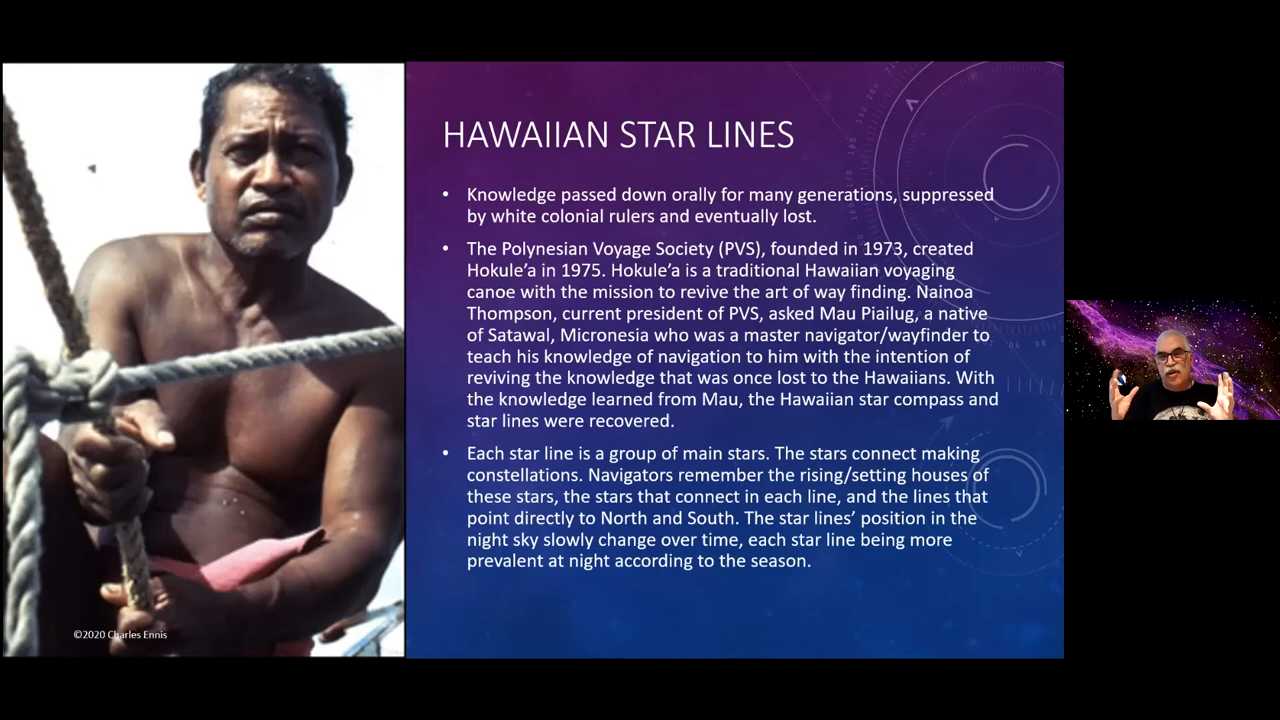 HAWAIIAN STAR LINES
• Knowledge passed down orally for many generations, suppressed
by white colonial rulers and eventually lost.
• The Polynesian Voyage Society (PVS), founded in 1973, created
Hokule’a in 1975. Hokule’a is a traditional Hawaiian voyaging
canoe with the mission to revive the art of way finding. Nainoa
Thompson, current president of PVS, asked Mau Piailug, a native
of Satawal, Micronesia who was a master navigator/wayfinder to
teach his knowledge of navigation to him with the intention of
reviving the knowledge that was once lost to the Hawaiians. With
the knowledge learned from Mau, the Hawaiian star compass and
star lines were recovered.
• Each star line is a group of main stars. The stars connect making
constellations. Navigators remember the rising/setting houses of
these stars, the stars that connect in each line, and the lines that
point directly to North and South. The star lines’ position in the
night sky slowly change over time, each star line being more
prevalent at night according to the season.
©2020 Charles Ennis